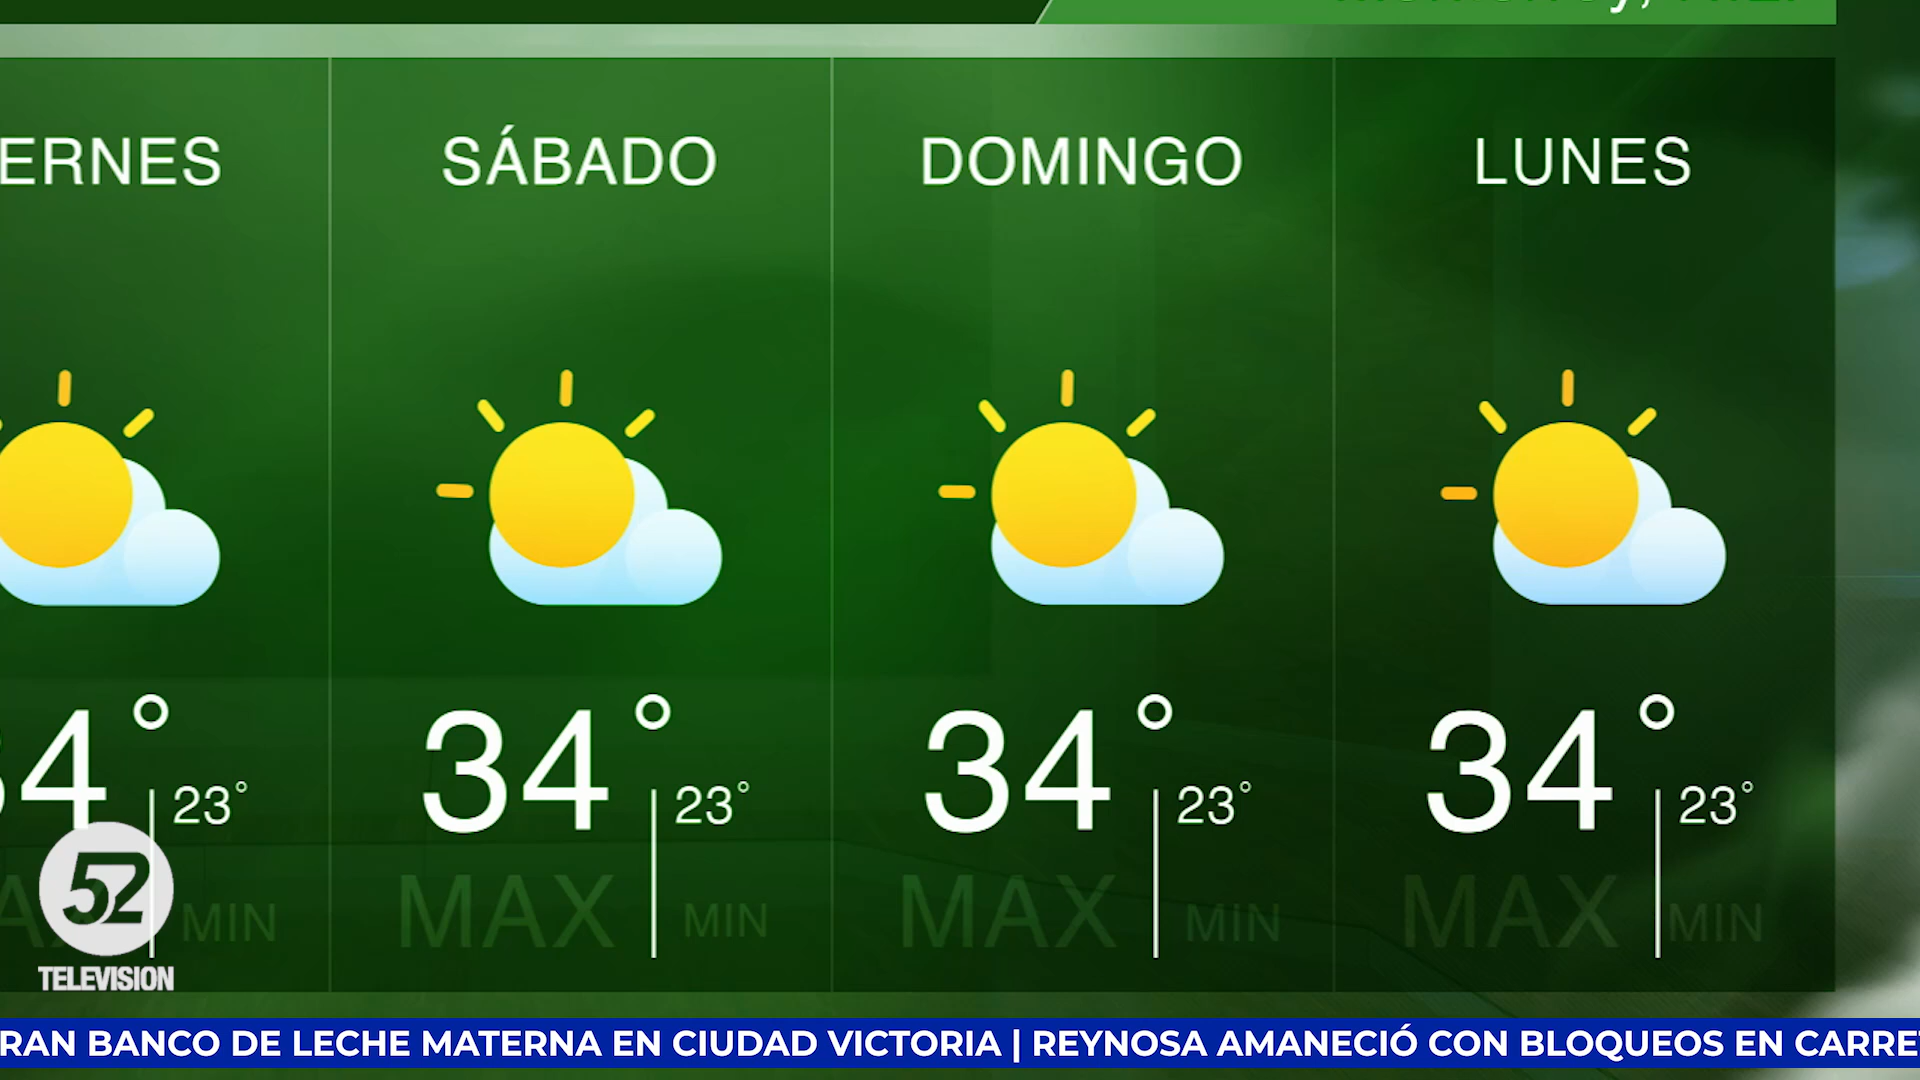 ERNES SÁBADO DOMINGO LUNES
4° 23° 34° 23° 34° 23° 34° 23°
MIN MAX MIN MAX MIN MAX MIN
52
TELEVISION
RAN BANCO DE LECHE MATERNA EN CIUDAD VICTORIA | REYNOSA AMANECIÓ CON BLOQUEOS EN CARRE